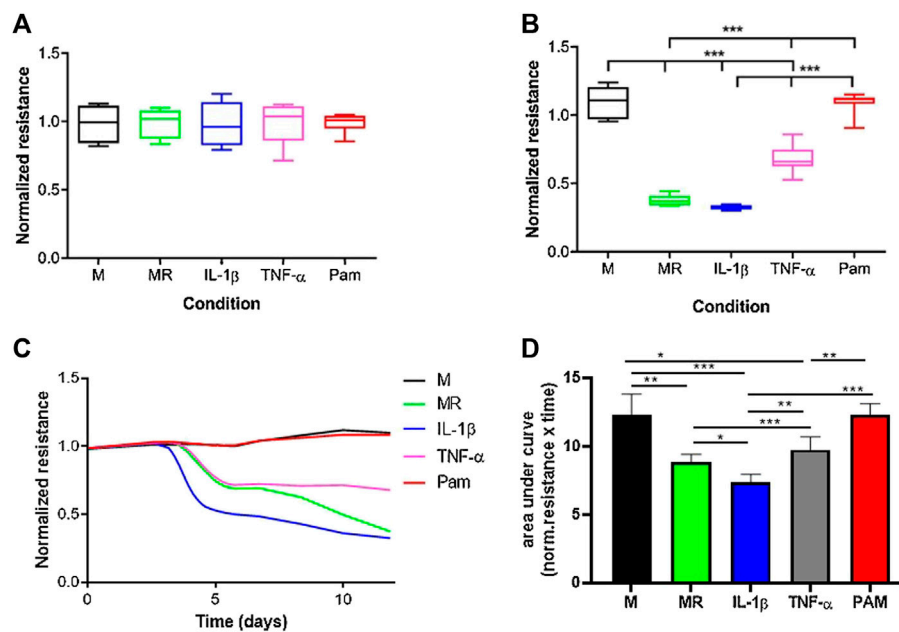 A
Normalized resistance
1.5
1.0
0.5
0.0
M MR IL-1β TNF-α Pam
Condition
B
Normalized resistance
1.5
1.0
0.5
0.0
***
***
***
M MR IL-1β TNF-α Pam
Condition
C
Normalized resistance
1.5
1.0
0.5
0.0
0 5 10
Time (days)
M
MR
IL-1β
TNF-α
Pam
D
area under curve
(norm.resistance x time)
15
10
5
0
* **
***
** ***
**
***
*
M MR IL-1β TNF-α PAM